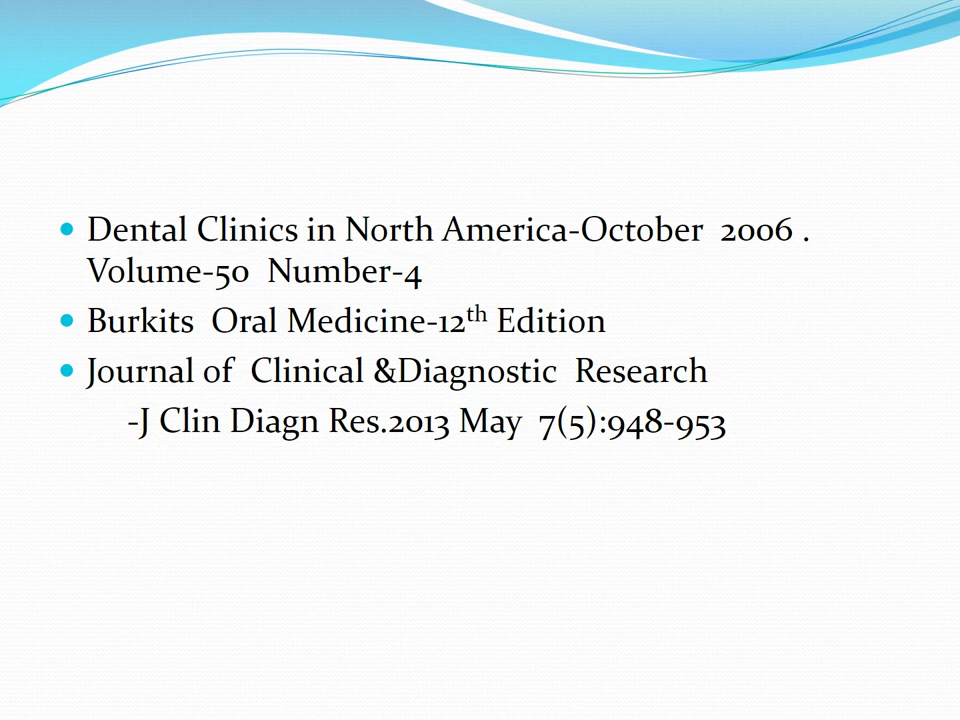 • Dental Clinics in North America-October 2006 .
Volume-50 Number-4
• Burkits Oral Medicine-12th Edition
• Journal of Clinical &Diagnostic Research
-J Clin Diagn Res.2013 May 7(5):948-953